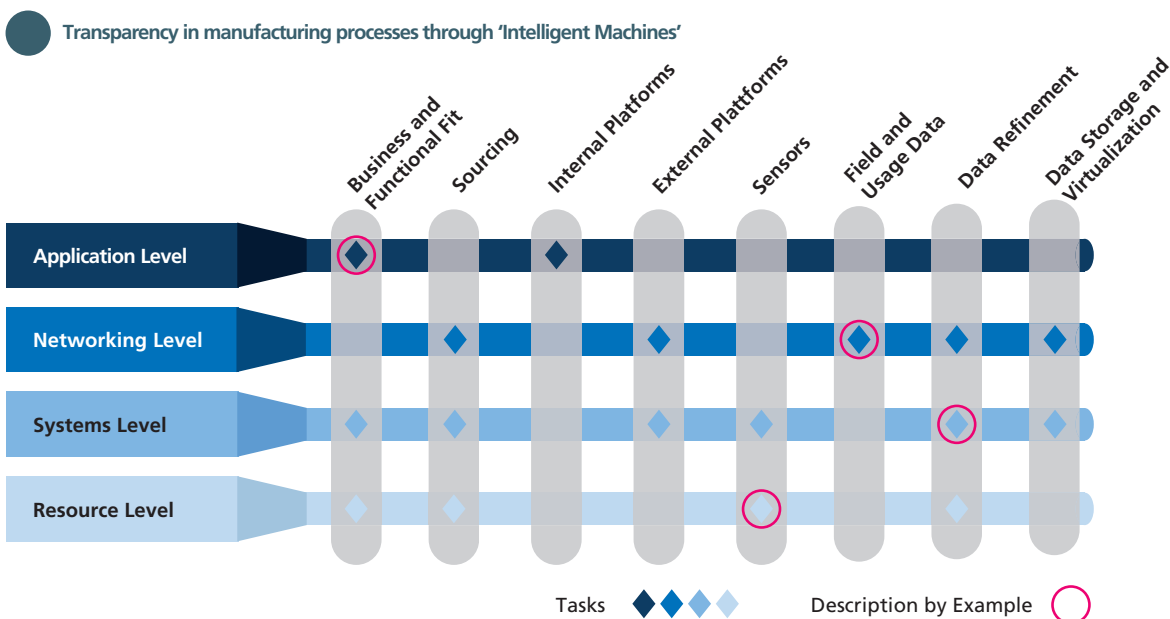 Transparency in manufacturing processes through ‘Intelligent Machines’
Business and
Functional Fit
Sourcing
Internal Platforms
External Plattforms
Sensors
Field and
Usage Data
Data Refinement
Data Storage and
Virtualization
Application Level
Networking Level
Systems Level
Resource Level
Tasks
Description by Example